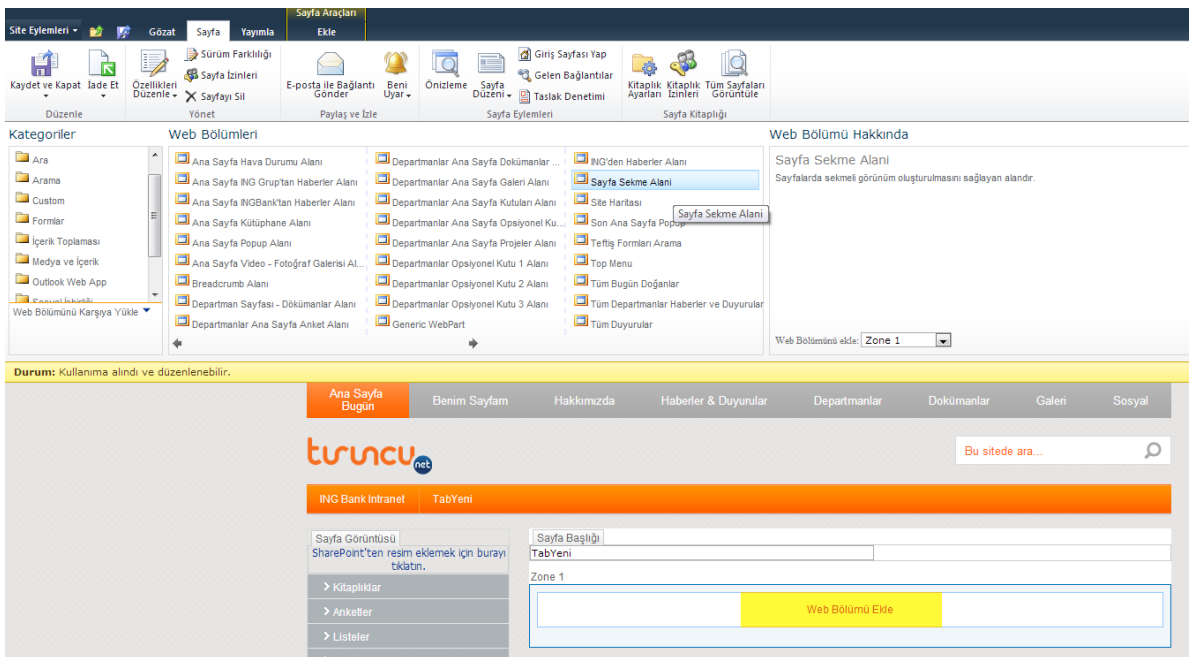 Sayfa Araçları
Site Eylemleri
Gözat
Sayfa
Yayımla
Ekle
Kaydet ve Kapat
İade Et
Özellikleri Düzenle
Sürüm Farklılığı
Sayfa İzinleri
Sayfayı Sil
E-posta ile Bağlantı Gönder
Beni Uyar
Önizleme
Sayfa Düzeni
Giriş Sayfası Yap
Gelen Bağlantılar
Taslak Denetimi
Kitaplık Ayarları
Kitaplık İzinleri
Tüm Sayfaları Görüntüle
Düzenle
Yönet
Paylaş ve İzle
Sayfa Eylemleri
Sayfa Kitaplığı
Kategoriler
Ara
Arama
Custom
Formlar
İçerik Toplaması
Medya ve İçerik
Outlook Web App
Web Bölümünü Karşıya Yükle
Web Bölümleri
Ana Sayfa Hava Durumu Alanı
Ana Sayfa ING Grup'tan Haberler Alanı
Ana Sayfa INGBank'tan Haberler Alanı
Ana Sayfa Kütüphane Alanı
Ana Sayfa Popup Alanı
Ana Sayfa Video - Fotoğraf Galerisi Al...
Breadcrumb Alanı
Departman Sayfası - Dökümanlar Alanı
Departmanlar Ana Sayfa Anket Alanı
Departmanlar Ana Sayfa Dokümanlar ...
Departmanlar Ana Sayfa Galeri Alanı
Departmanlar Ana Sayfa Kutuları Alanı
Departmanlar Ana Sayfa Opsiyonel Ku...
Departmanlar Ana Sayfa Projeler Alanı
Departmanlar Opsiyonel Kutu 1 Alanı
Departmanlar Opsiyonel Kutu 2 Alanı
Departmanlar Opsiyonel Kutu 3 Alanı
Generic WebPart
ING'den Haberler Alanı
Sayfa Sekme Alani
Site Haritası
Son Ana Sayfa Popup
Teftiş Formları Arama
Top Menu
Tüm Bugün Doğanlar
Tüm Departmanlar Haberler ve Duyurular
Tüm Duyurular
Sayfa Sekme Alani
Web Bölümü Hakkında
Sayfa Sekme Alani
Sayfalarda sekmeli görünüm oluşturulmasını sağlayan alandır.
Web Bölümünü ekle: Zone 1
Durum: Kullanıma alındı ve düzenlenebilir.
Ana Sayfa
Bugün
Benim Sayfam
Hakkımızda
Haberler & Duyurular
Departmanlar
Dokümanlar
Galeri
Sosyal
turuncu net
Bu sitede ara...
ING Bank Intranet
TabYeni
Sayfa Görüntüsü
SharePoint'ten resim eklemek için burayı
tıklatın.
Kitaplıklar
Anketler
Listeler
Sayfa Başlığı
TabYeni
Zone 1
Web Bölümü Ekle